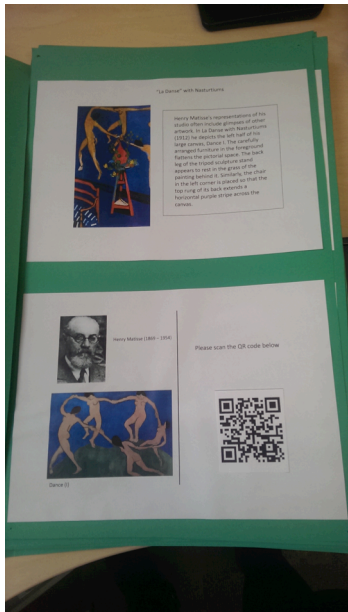 "La Danse" with Nasturtiums
Henry Matisse's representations of his
studio often include glimpses of other
artwork. In La Danse with Nasturtiums
(1912) he depicts the left half of his
large canvas, Dance I. The carefully
arranged furniture in the foreground
flattens the pictorial space. The back
leg of the tripod sculpture stand
appears to rest in the grass of the
painting behind it. Similarly, the chair
in the left corner is placed so that the
top rung of its back extends a
horizontal purple stripe across the
canvas.
Henry Matisse (1869 – 1954)
Please scan the QR code below
Dance (I)